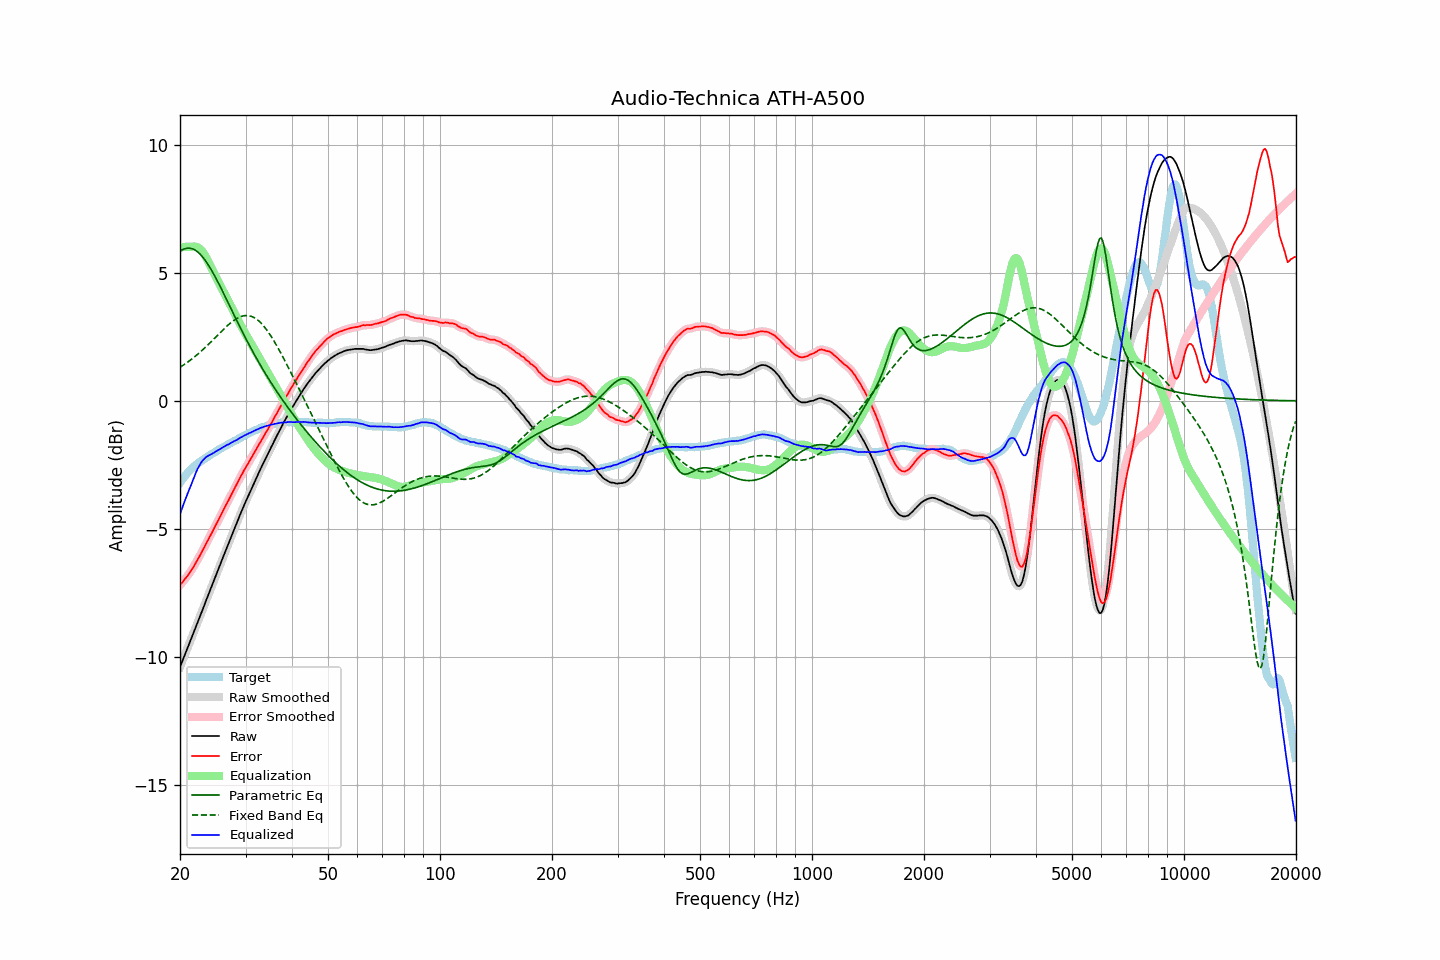 Audio-Technica ATH-A500
Amplitude (dBr)
10
5
0
−5
−10
−15
Target
Raw Smoothed
Error Smoothed
Raw
Error
Equalization
Parametric Eq
Fixed Band Eq
Equalized
20 50 100 200 500 1000 2000 5000 10000 20000
Frequency (Hz)